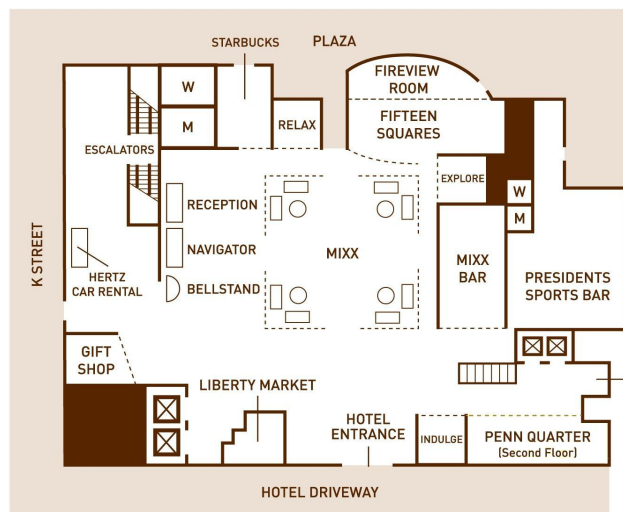 PLAZA
STARBUCKS
FIREVIEW
ROOM
W
M
RELAX
FIFTEEN
SQUARES
ESCALATORS
EXPLORE
W
M
RECEPTION
NAVIGATOR
BELLSTAND
MIXX
MIXX
BAR
PRESIDENTS
SPORTS BAR
K STREET
HERTZ
CAR RENTAL
GIFT
SHOP
LIBERTY MARKET
HOTEL
ENTRANCE
INDULGE
PENN QUARTER
(Second Floor)
HOTEL DRIVEWAY